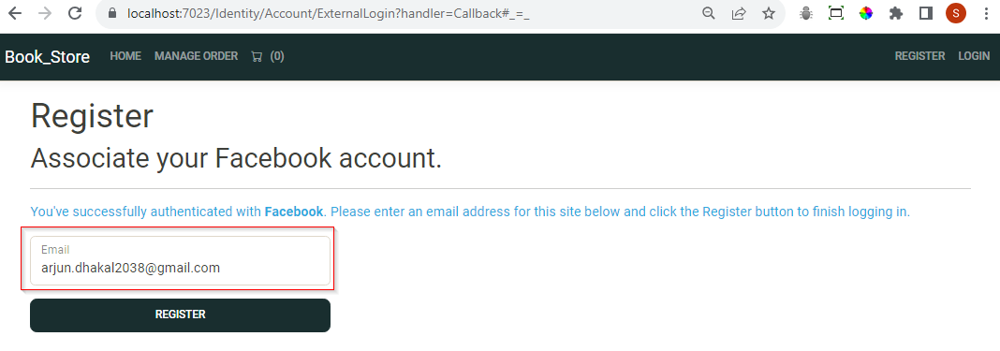 localhost:7023/Identity/Account/ExternalLogin?handler=Callback#_=_
S
Book_Store HOME MANAGE ORDER (0) REGISTER LOGIN
Register
Associate your Facebook account.
You've successfully authenticated with Facebook. Please enter an email address for this site below and click the Register button to finish logging in.
Email
arjun.dhakal2038@gmail.com
REGISTER